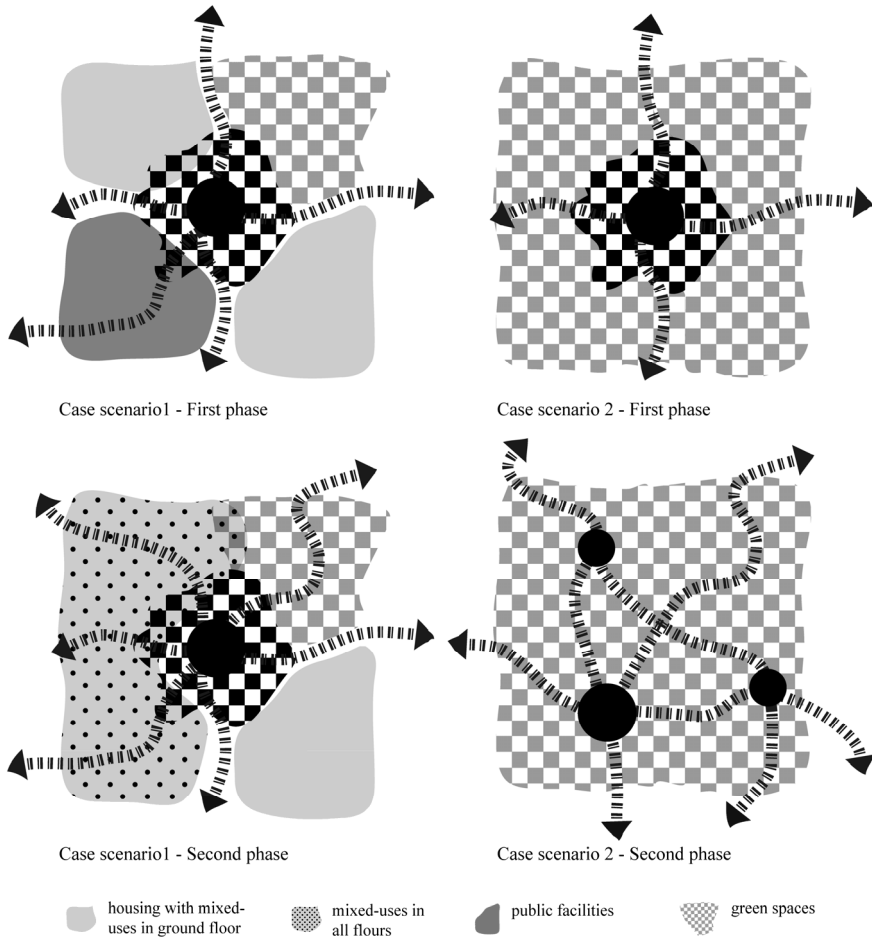 Case scenario1 - First phase
Case scenario 2 - First phase
Case scenario1 - Second phase
Case scenario 2 - Second phase
housing with mixed-
uses in ground floor
mixed-uses in
all flours
public facilities
green spaces